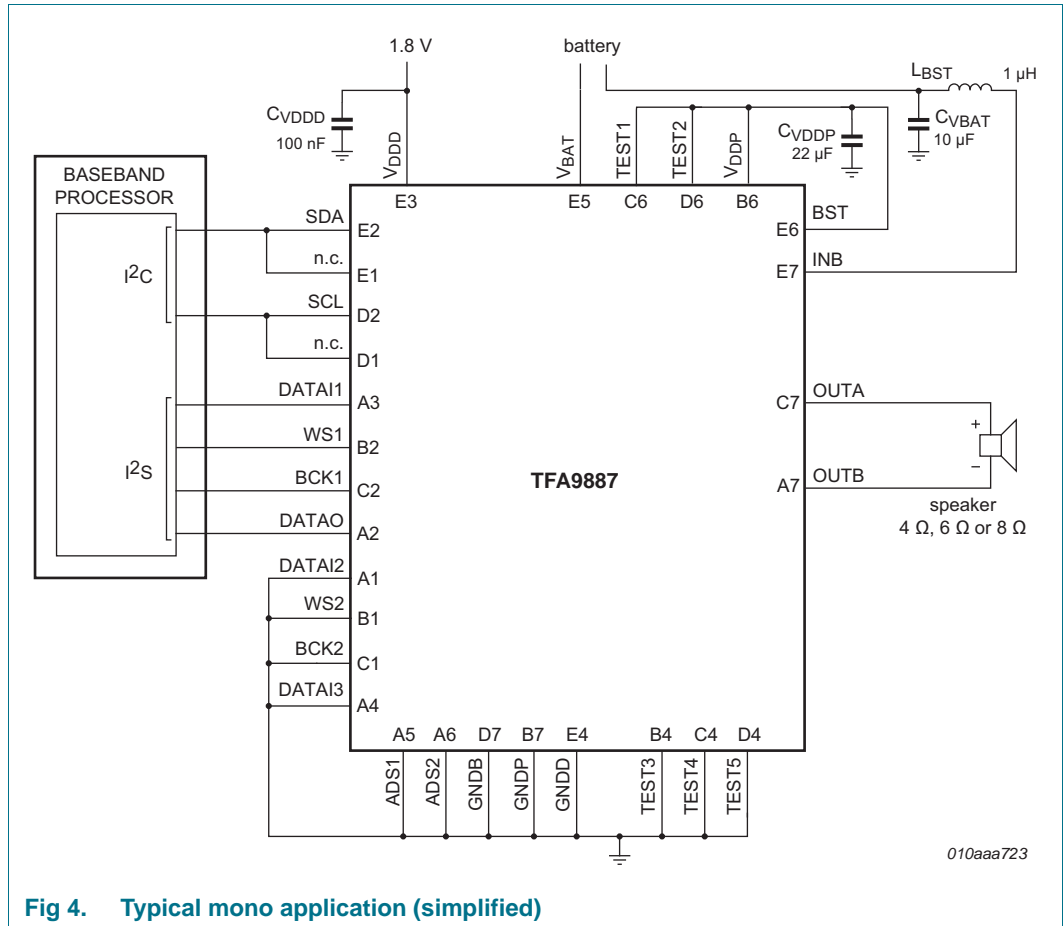 1.8 V
battery
LBST
1 µH
CVDDD
100 nF
CVDDP
22 µF
CVBAT
10 µF
VDDD
VBAT
TEST1
TEST2
VDDP
BASEBAND
PROCESSOR
E3
E5
C6
D6
B6
SDA
E2
E6
BST
n.c.
E1
E7
INB
I2C
SCL
D2
n.c.
D1
DATAI1
A3
C7
OUTA
WS1
B2
+
I2S
BCK1
C2
TFA9887
–
A7
OUTB
DATAO
A2
speaker
4 Ω, 6 Ω or 8 Ω
DATAI2
A1
WS2
B1
BCK2
C1
DATAI3
A4
A5
A6
D7
B7
E4
B4
C4
D4
ADS1
ADS2
GNDB
GNDP
GNDD
TEST3
TEST4
TEST5
010aaa723
Fig 4. Typical mono application (simplified)